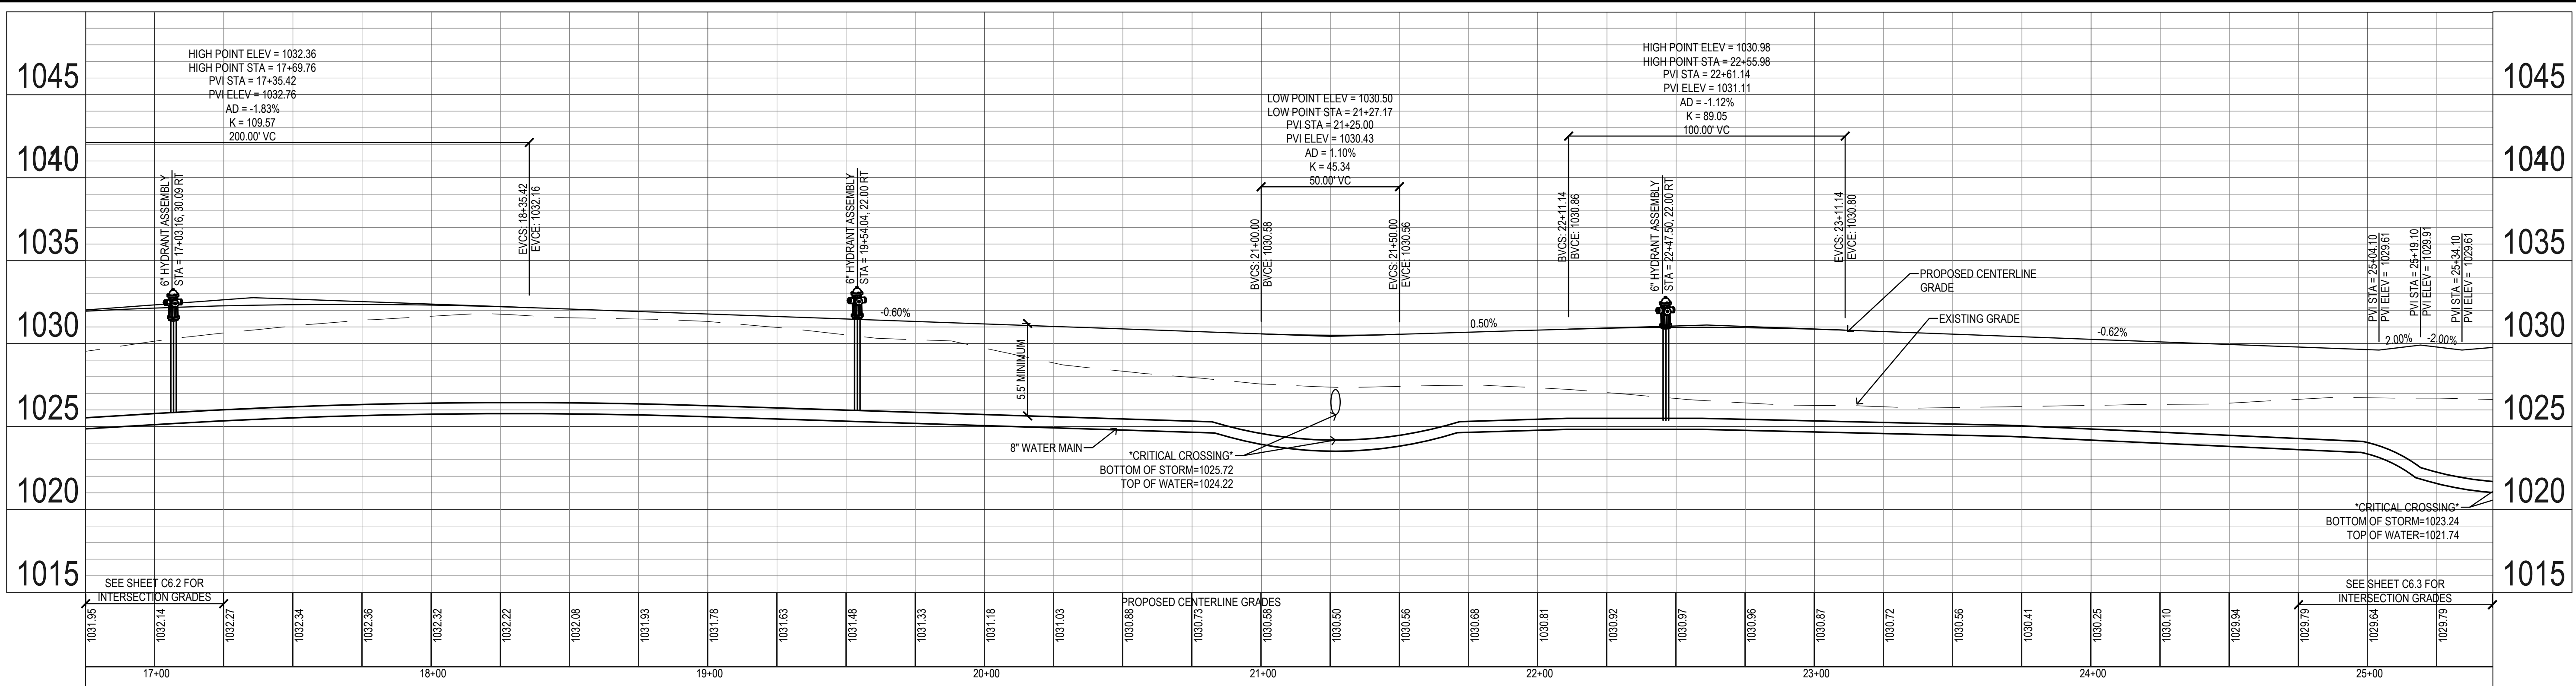 1045
1040
1035
1030
1025
1020
1015
HIGH POINT ELEV = 1032.36
HIGH POINT STA = 17+69.76
PVI STA = 17+35.42
PVI ELEV = 1032.76
AD = -1.83%
K = 109.57
200.00' VC
EVCS: 18+35.42
EVCE: 1032.16
6" HYDRANT ASSEMBLY
STA = 17+03.16, 30.09 RT
6" HYDRANT ASSEMBLY
STA = 19+54.04, 22.00 RT
-0.60%
5.5' MINIMUM
8" WATER MAIN
*CRITICAL CROSSING*
BOTTOM OF STORM=1025.72
TOP OF WATER=1024.22
LOW POINT ELEV = 1030.50
LOW POINT STA = 21+27.17
PVI STA = 21+25.00
PVI ELEV = 1030.43
AD = 1.10%
K = 45.34
50.00' VC
BVCS: 21+00.00
BVCE: 1030.58
EVCS: 21+50.00
EVCE: 1030.56
0.50%
HIGH POINT ELEV = 1030.98
HIGH POINT STA = 22+55.98
PVI STA = 22+61.14
PVI ELEV = 1031.11
AD = -1.12%
K = 89.05
100.00' VC
BVCS: 22+11.14
BVCE: 1030.86
6" HYDRANT ASSEMBLY
STA = 22+47.50, 22.00 RT
EVCS: 23+11.14
EVCE: 1030.80
PROPOSED CENTERLINE
GRADE
EXISTING GRADE
-0.62%
PVI STA = 25+04.10
PVI ELEV = 1029.61
PVI STA = 25+19.10
PVI ELEV = 1029.91
PVI STA = 25+34.10
PVI ELEV = 1029.61
2.00%
-2.00%
*CRITICAL CROSSING*
BOTTOM OF STORM=1023.24
TOP OF WATER=1021.74
1045
1040
1035
1030
1025
1020
1015
SEE SHEET C6.2 FOR
INTERSECTION GRADES
PROPOSED CENTERLINE GRADES
SEE SHEET C6.3 FOR
INTERSECTION GRADES
1031.95
1032.14
1032.27
1032.34
1032.36
1032.32
1032.22
1032.08
1031.93
1031.78
1031.63
1031.48
1031.33
1031.18
1031.03
1030.88
1030.73
1030.58
1030.50
1030.56
1030.68
1030.81
1030.92
1030.97
1030.96
1030.87
1030.72
1030.56
1030.41
1030.25
1030.10
1029.94
1029.79
1029.64
1029.79
17+00
18+00
19+00
20+00
21+00
22+00
23+00
24+00
25+00